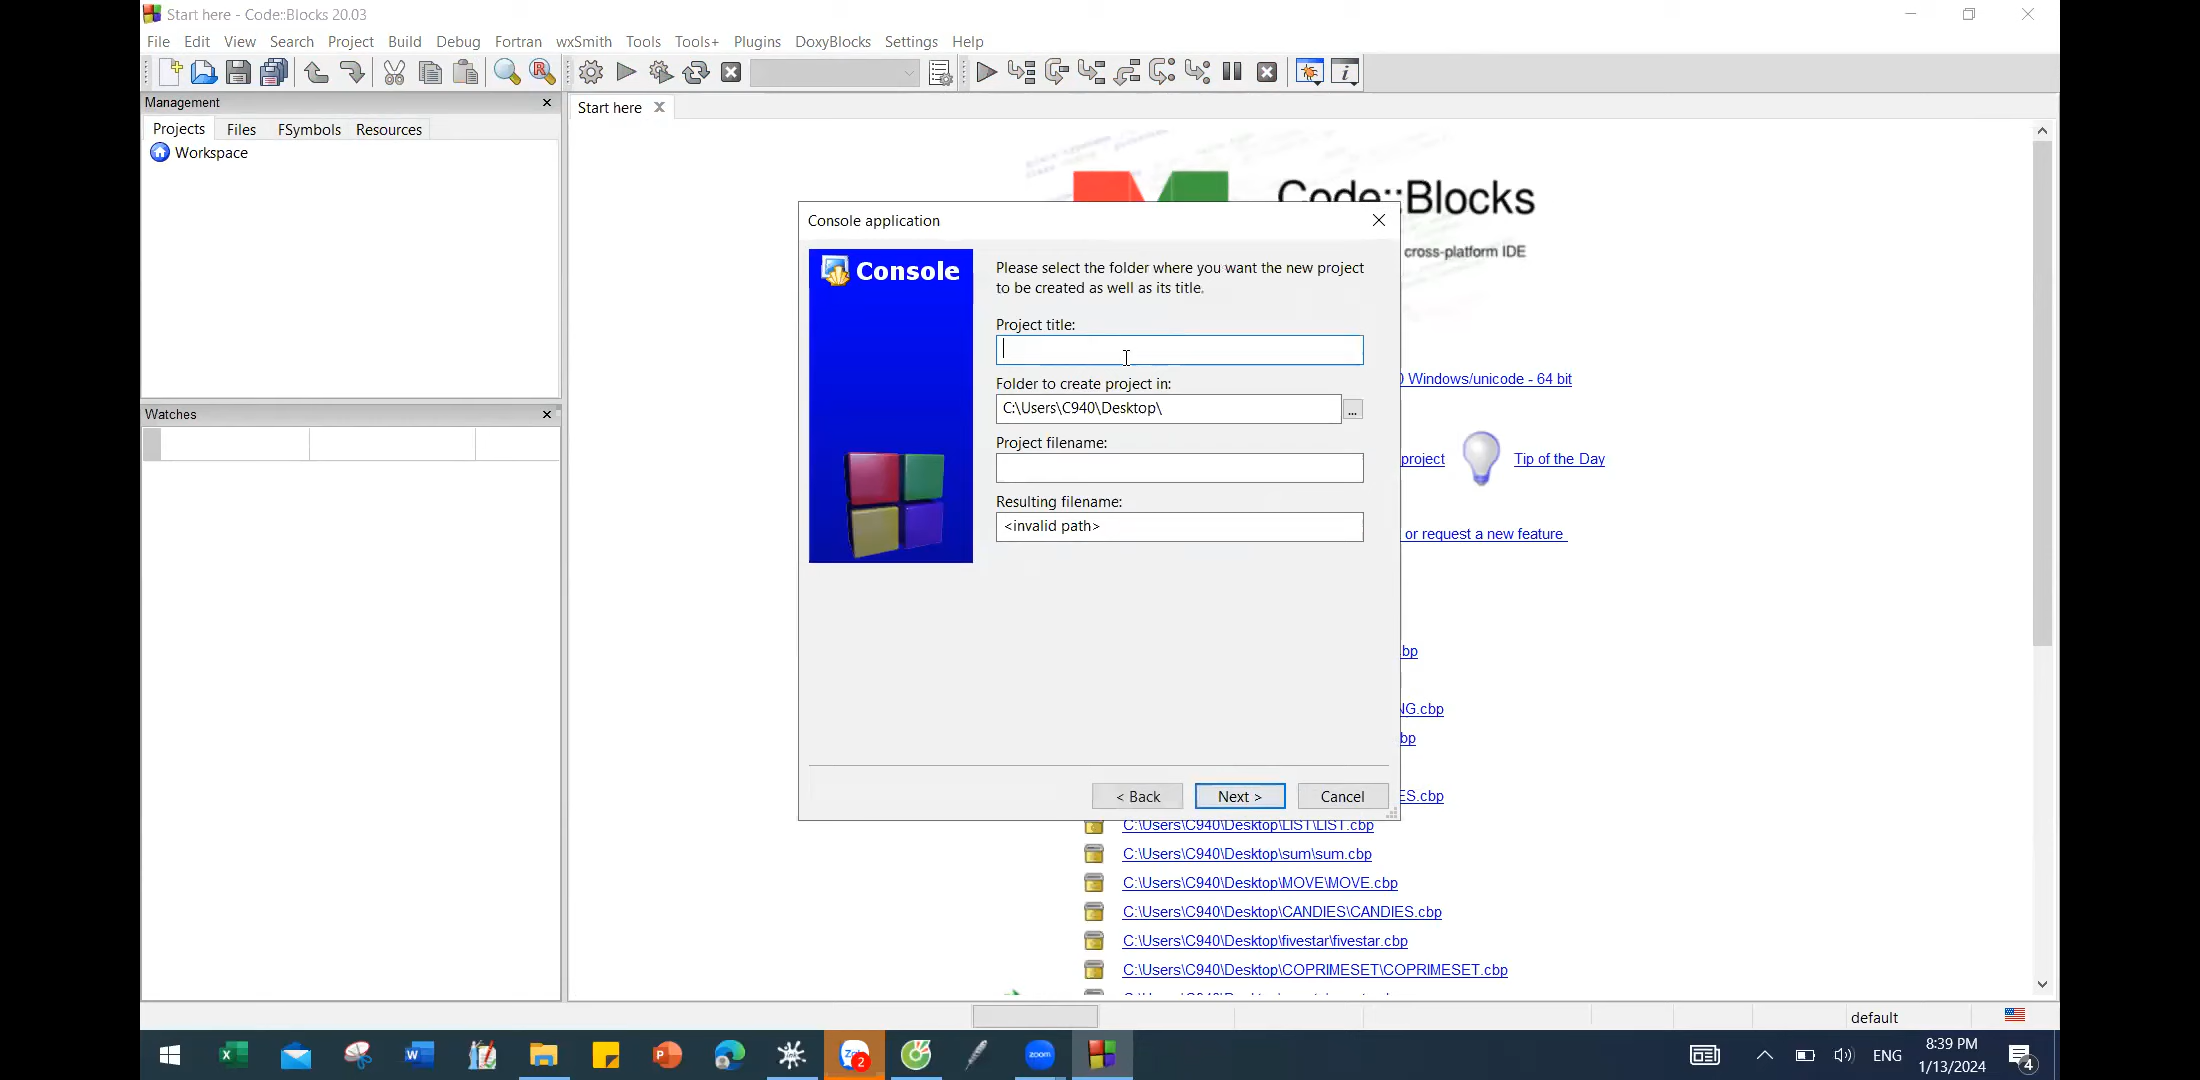 Start here - Code::Blocks 20.03
File Edit View Search Project Build Debug Fortran wxSmith Tools Tools+ Plugins DoxyBlocks Settings Help
Management
Projects Files FSymbols Resources
Workspace
Watches
Start here
Code::Blocks
cross-platform IDE
Console application
Console
Please select the folder where you want the new project
to be created as well as its title.
Project title:
Folder to create project in:
C:\Users\C940\Desktop\
...
Project filename:
Resulting filename:
<invalid path>
< Back Next > Cancel
Windows/unicode - 64 bit
project
Tip of the Day
or request a new feature
bp
NG.cbp
bp
ES.cbp
C:\Users\C940\Desktop\LIST\LIST.cbp
C:\Users\C940\Desktop\sum\sum.cbp
C:\Users\C940\Desktop\MOVE\MOVE.cbp
C:\Users\C940\Desktop\CANDIES\CANDIES.cbp
C:\Users\C940\Desktop\fivestar\fivestar.cbp
C:\Users\C940\Desktop\COPRIMESET\COPRIMESET.cbp
default
zoom
2
ENG
8:39 PM
1/13/2024
4